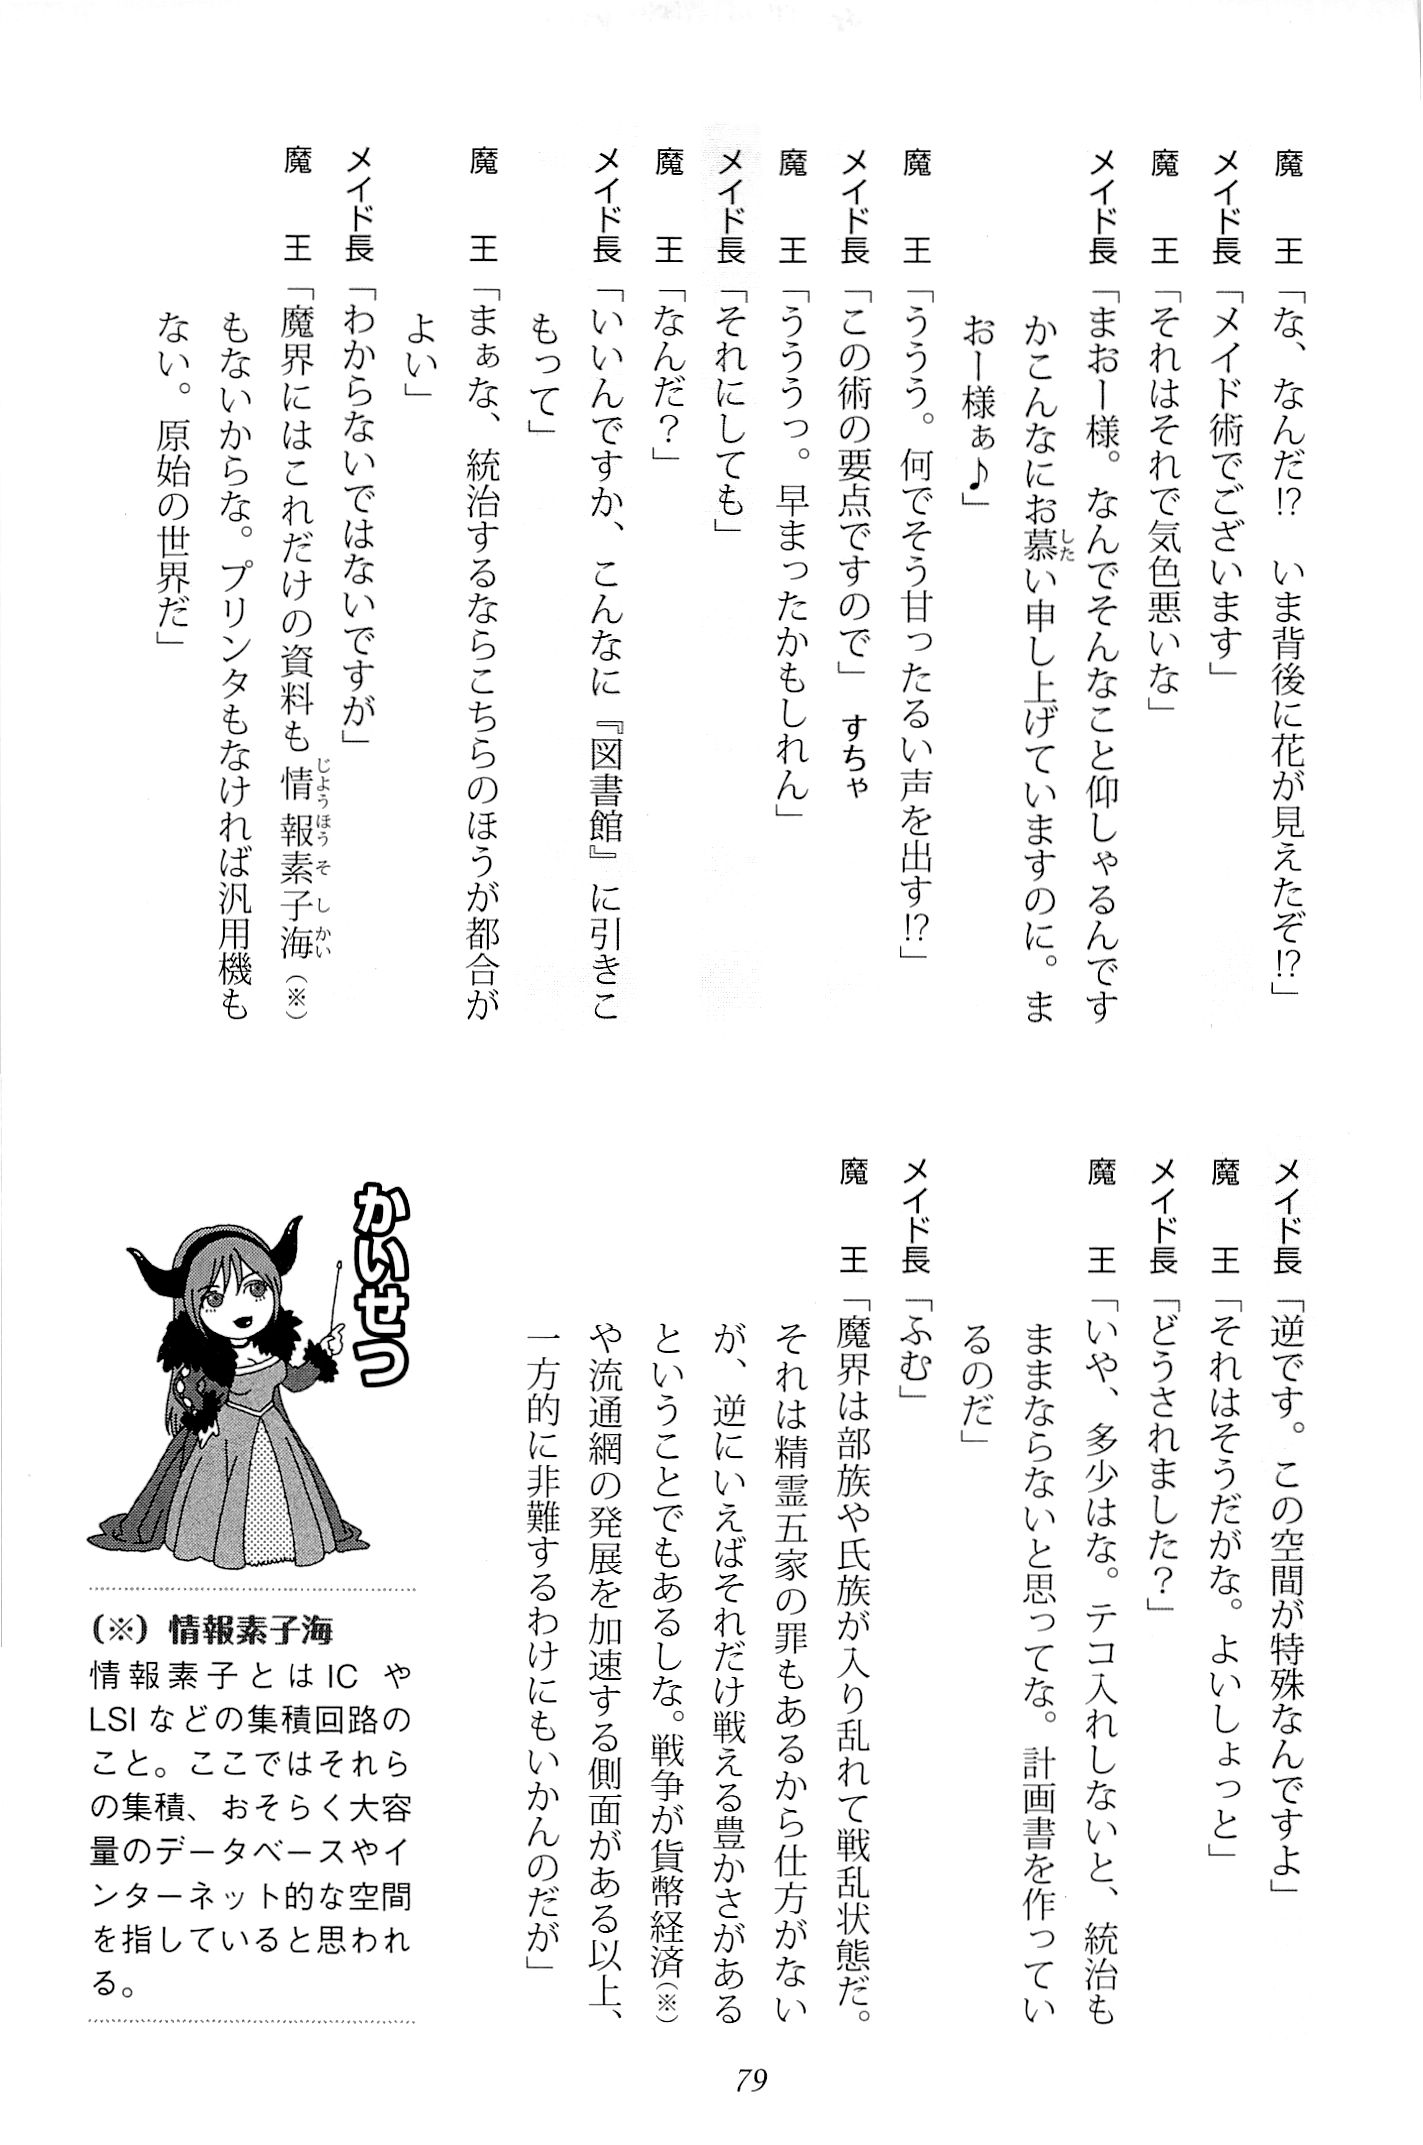 魔　王「な、なんだ!?　いま背後に花が見えたぞ!?」
メイド長「メイド術でございます」
魔　王「それはそれで気色悪いな」
メイド長「まおー様。なんでそんなこと仰しゃるんです
かこんなにお慕い申し上げていますのに。ま
おー様ぁ♪」
魔　王「ううう。何でそう甘ったるい声を出す!?」
メイド長「この術の要点ですので」　すちゃ
魔　王「うううっ。早まったかもしれん」
メイド長「それにしても」
魔　王「なんだ？」
メイド長「いいんですか、こんなに『図書館』に引きこ
もって」
魔　王「まぁな、統治するならこちらのほうが都合が
よい」
メイド長「わからないではないですが」
魔　王「魔界にはこれだけの資料も情報素子海（※）
もないからな。プリンタもなければ汎用機も
ない。原始の世界だ」
メイド長「逆です。この空間が特殊なんですよ」
魔　王「それはそうだがな。よいしょっと」
メイド長「どうされました？」
魔　王「いや、多少はな。テコ入れしないと、統治も
ままならないと思ってな。計画書を作ってい
るのだ」
メイド長「ふむ」
魔　王「魔界は部族や氏族が入り乱れて戦乱状態だ。
それは精霊五家の罪もあるから仕方がない
が、逆にいえばそれだけ戦える豊かさがある
ということでもあるしな。戦争が貨幣経済（※）
や流通網の発展を加速する側面がある以上、
一方的に非難するわけにもいかんのだが」
かいせつ
（※）情報素子海
情報素子とはIC や
LSI などの集積回路の
こと。ここではそれら
の集積、おそらく大容
量のデータベースやイ
ンターネット的な空間
を指していると思われ
る。
79